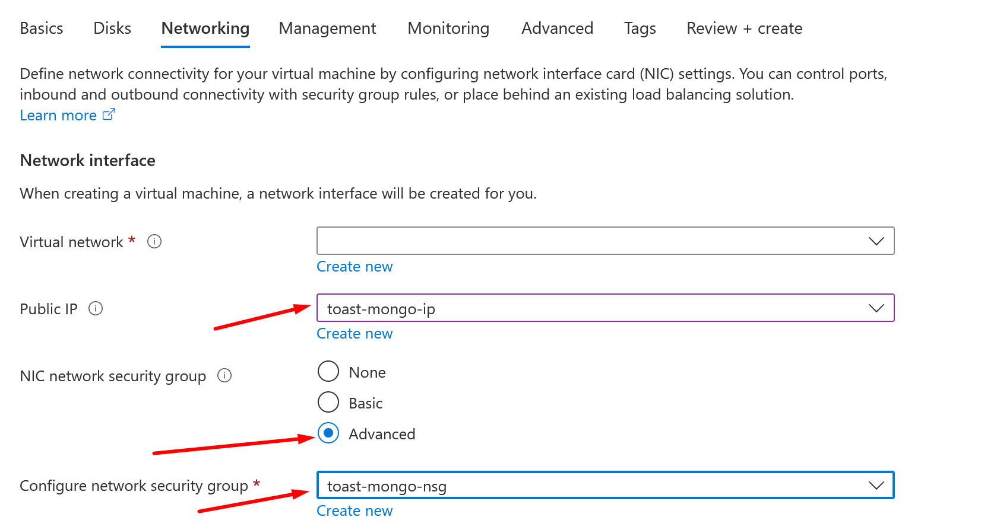 Basics Disks Networking Management Monitoring Advanced Tags Review + create
Define network connectivity for your virtual machine by configuring network interface card (NIC) settings. You can control ports,
inbound and outbound connectivity with security group rules, or place behind an existing load balancing solution.
Learn more
Network interface
When creating a virtual machine, a network interface will be created for you.
Virtual network *
Create new
Public IP
toast-mongo-ip
Create new
NIC network security group
None
Basic
Advanced
Configure network security group *
toast-mongo-nsg
Create new